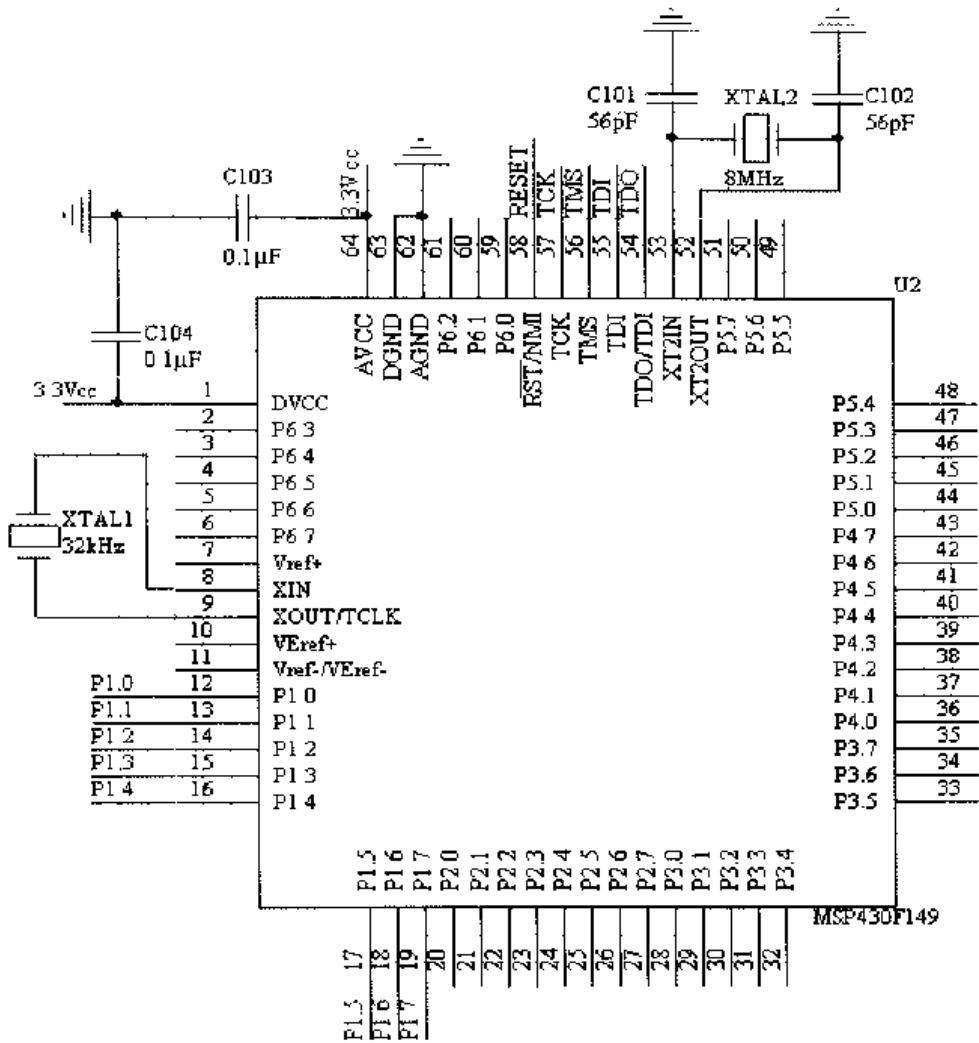 C101
56pF
XTAL2
8MHz
C102
56pF
C103
0.1µF
3.3Vcc
RESET
TCK
TMS
TDI
TDO
64
63
62
61
60
59
58
57
56
55
54
53
52
51
50
49
U2
C104
0 1µF
AVCC
DGND
AGND
P6.2
P6 1
P6.0
RST/NMI
TCK
TMS
TDI
TDO/TDI
XT2IN
XT2OUT
P5.7
P5.6
P5.5
3 3Vcc
1 DVCC
2 P6 3
3 P6 4
4 P6 5
5 P6 6
6 P6 7
7 Vref+
8 XIN
9 XOUT/TCLK
10 VEref+
11 Vref-/VEref-
P1.0 12 P1 0
P1.1 13 P1 1
P1 2 14 P1 2
P1.3 15 P1 3
P1 4 16 P1 4
XTAL1
32kHz
P5.4 48
P5.3 47
P5.2 46
P5.1 45
P5.0 44
P4 7 43
P4 6 42
P4 5 41
P4 4 40
P4.3 39
P4.2 38
P4.1 37
P4.0 36
P3.7 35
P3.6 34
P3.5 33
P1.5
P1 6
P1 7
P2.0
P2.1
P2.2
P2.3
P2.4
P2.5
P2.6
P2.7
P3.0
P3 1
P3.2
P3 3
P3.4
MSP430F149
17
18
19
20
21
22
23
24
25
26
27
28
29
30
31
32
P1.5
P1 6
P1 7